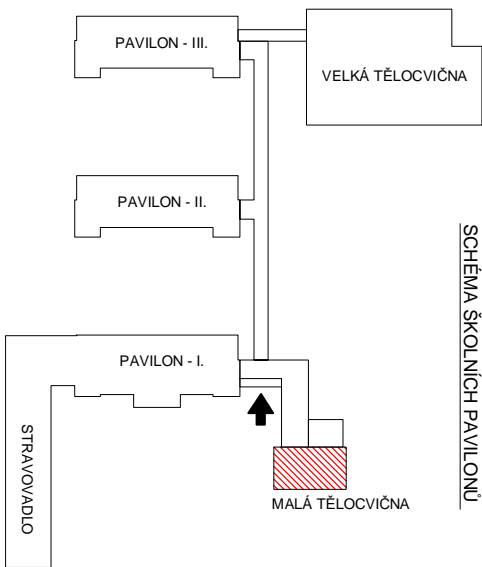 PAVILON - III.
VELKÁ TĚLOCVIČNA
PAVILON - II.
SCHÉMA ŠKOLNÍCH PAVILONŮ
PAVILON - I.
STRAVOVADLO
MALÁ TĚLOCVIČNA